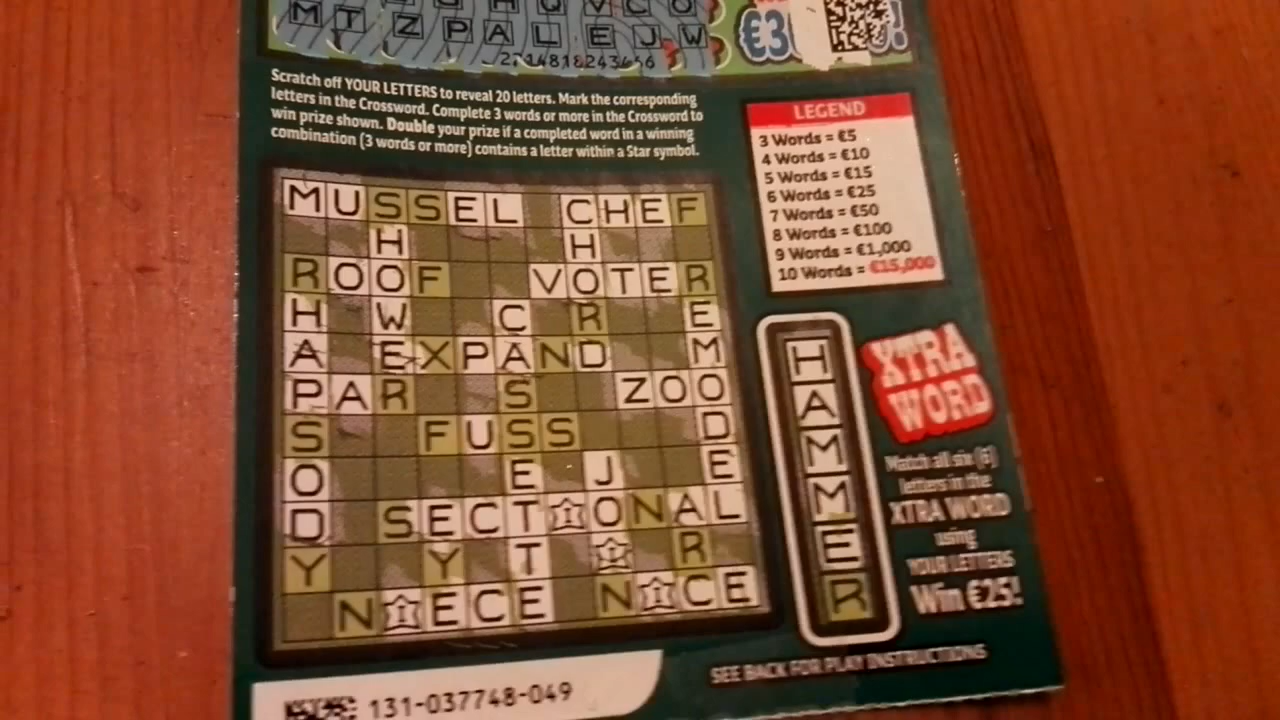 M T Z P A L E J W
€3
Scratch off YOUR LETTERS to reveal 20 letters. Mark the corresponding
letters in the Crossword. Complete 3 words or more in the Crossword to
win prize shown. Double your prize if a completed word in a winning
combination (3 words or more) contains a letter within a Star symbol.
LEGEND
3 Words = €5
4 Words = €10
5 Words = €15
6 Words = €25
7 Words = €50
8 Words = €100
9 Words = €1,000
10 Words = €15,000
MUSSEL CHEF
H H
ROOF VOTER
H W C R E
A EXPAND M
PAR S ZOO
S FUSS D
O E J E
D SECTIONAL
Y Y T I R
NIECE NICE
HAMMER
XTRA
WORD
Match all six (6)
letters in the
XTRA WORD
using
YOUR LETTERS
Win €25!
SEE BACK FOR PLAY INSTRUCTIONS
131-037748-049